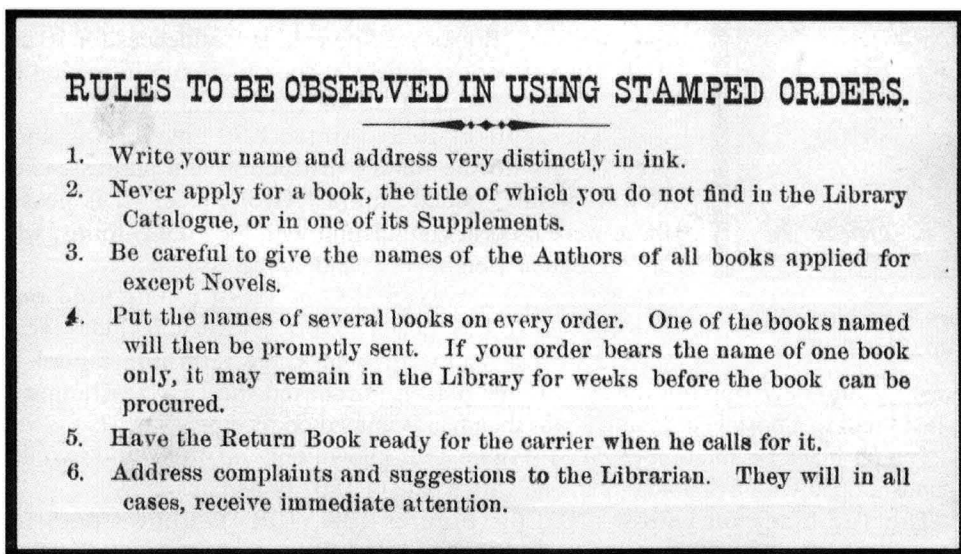 RULES TO BE OBSERVED IN USING STAMPED ORDERS.
1. Write your name and address very distinctly in ink.
2. Never apply for a book, the title of which you do not find in the Library
Catalogue, or in one of its Supplements.
3. Be careful to give the names of the Authors of all books applied for
except Novels.
4. Put the names of several books on every order. One of the books named
will then be promptly sent. If your order bears the name of one book
only, it may remain in the Library for weeks before the book can be
procured.
5. Have the Return Book ready for the carrier when he calls for it.
6. Address complaints and suggestions to the Librarian. They will in all
cases, receive immediate attention.